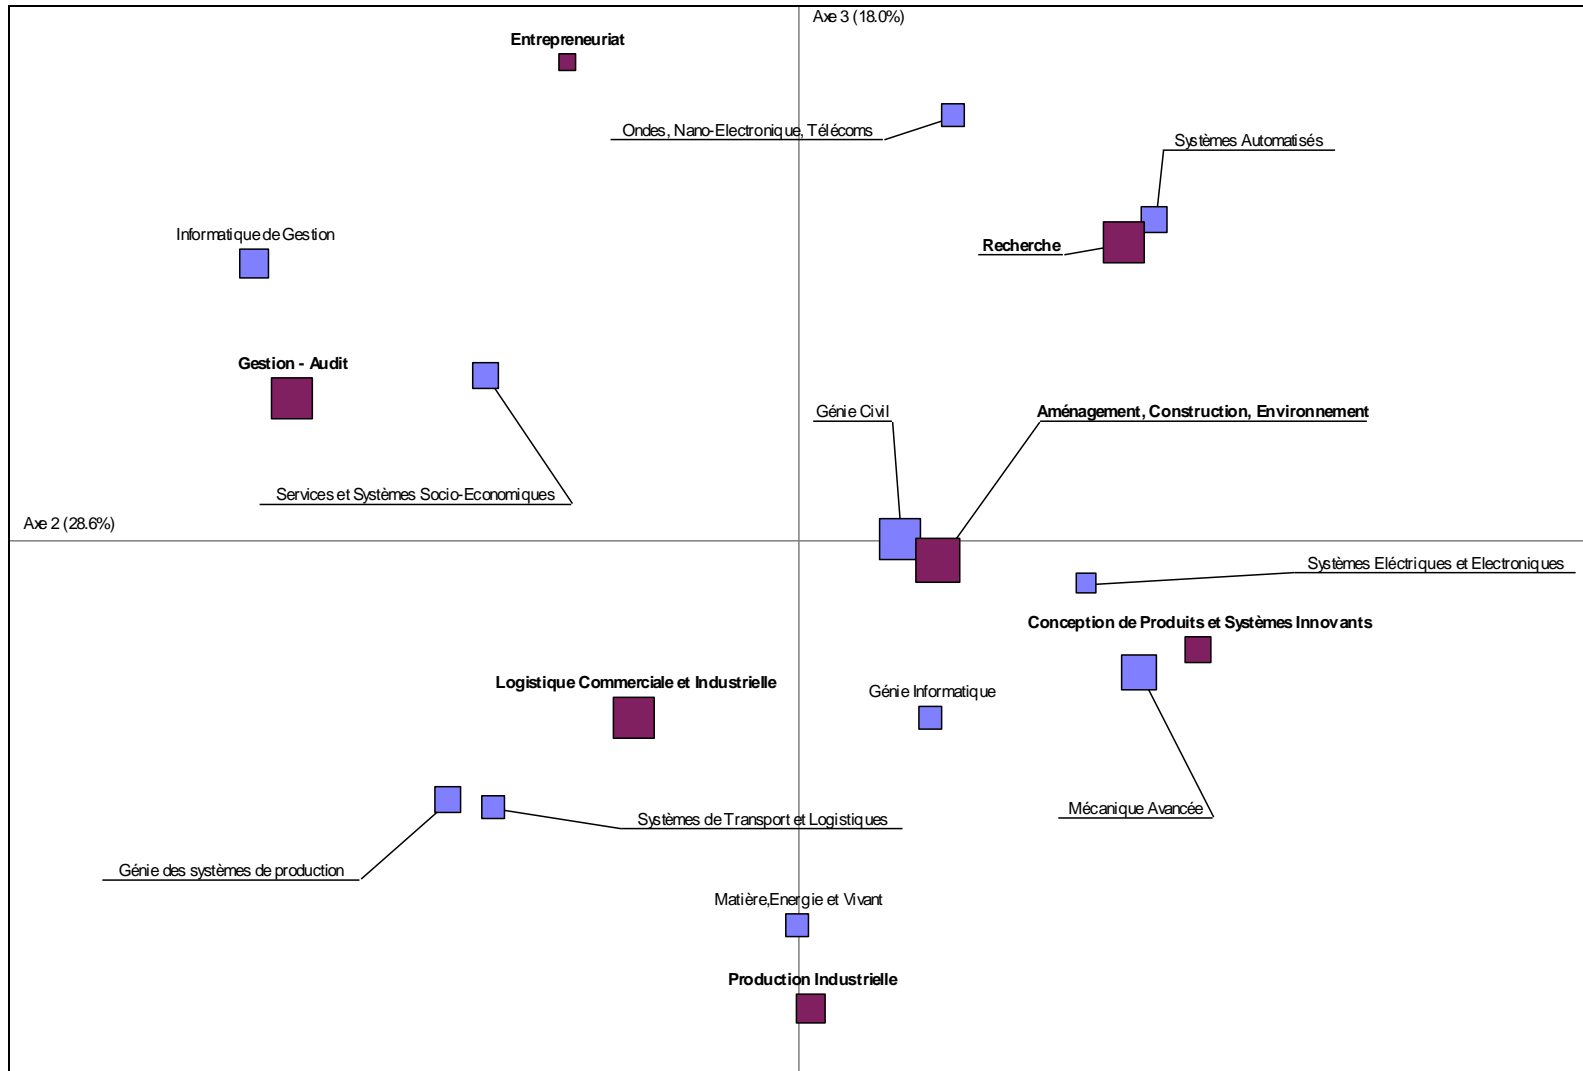 Axe 3 (18.0%)
Entrepreneuriat
Ondes, Nano-Electronique, Télécoms
Systèmes Automatisés
Informatique de Gestion
Recherche
Gestion - Audit
Génie Civil
Aménagement, Construction, Environnement
Services et Systèmes Socio-Economiques
Axe 2 (28.6%)
Systèmes Eléctriques et Electroniques
Conception de Produits et Systèmes Innovants
Logistique Commerciale et Industrielle
Génie Informatique
Mécanique Avancée
Systèmes de Transport et Logistiques
Génie des systèmes de production
Matière,Energie et Vivant
Production Industrielle